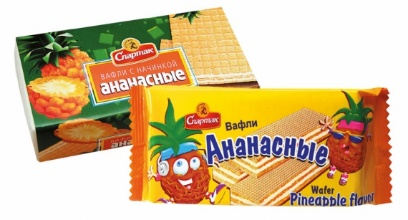 Спартак
ВАФЛИ С НАЧИНКОЙ
АНАНАСНЫЕ
Спартак
Вафли
Ананасные
Wafer
Pineapple flavor